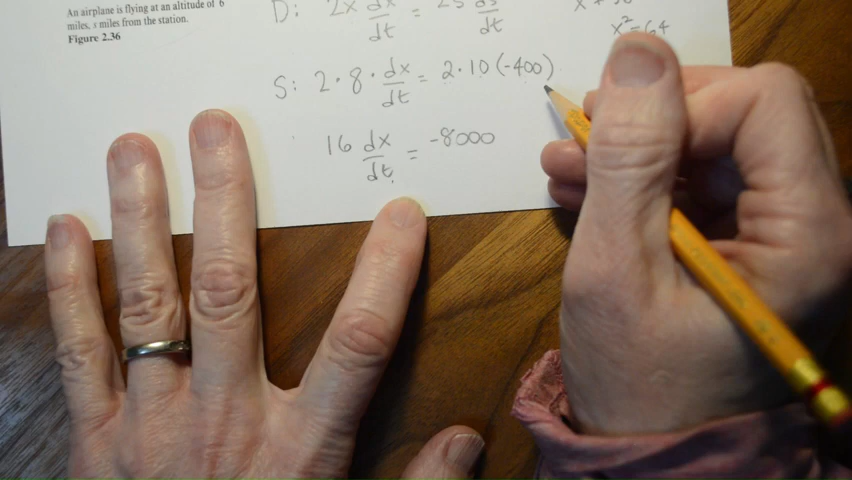 An airplane is flying at an altitude of 6
miles, s miles from the station.
Figure 2.36
D: 2x dx/dt = 2s ds/dt
x² = 64
S: 2 · 8 · dx/dt = 2 · 10 (-400)
16 dx/dt = -8000